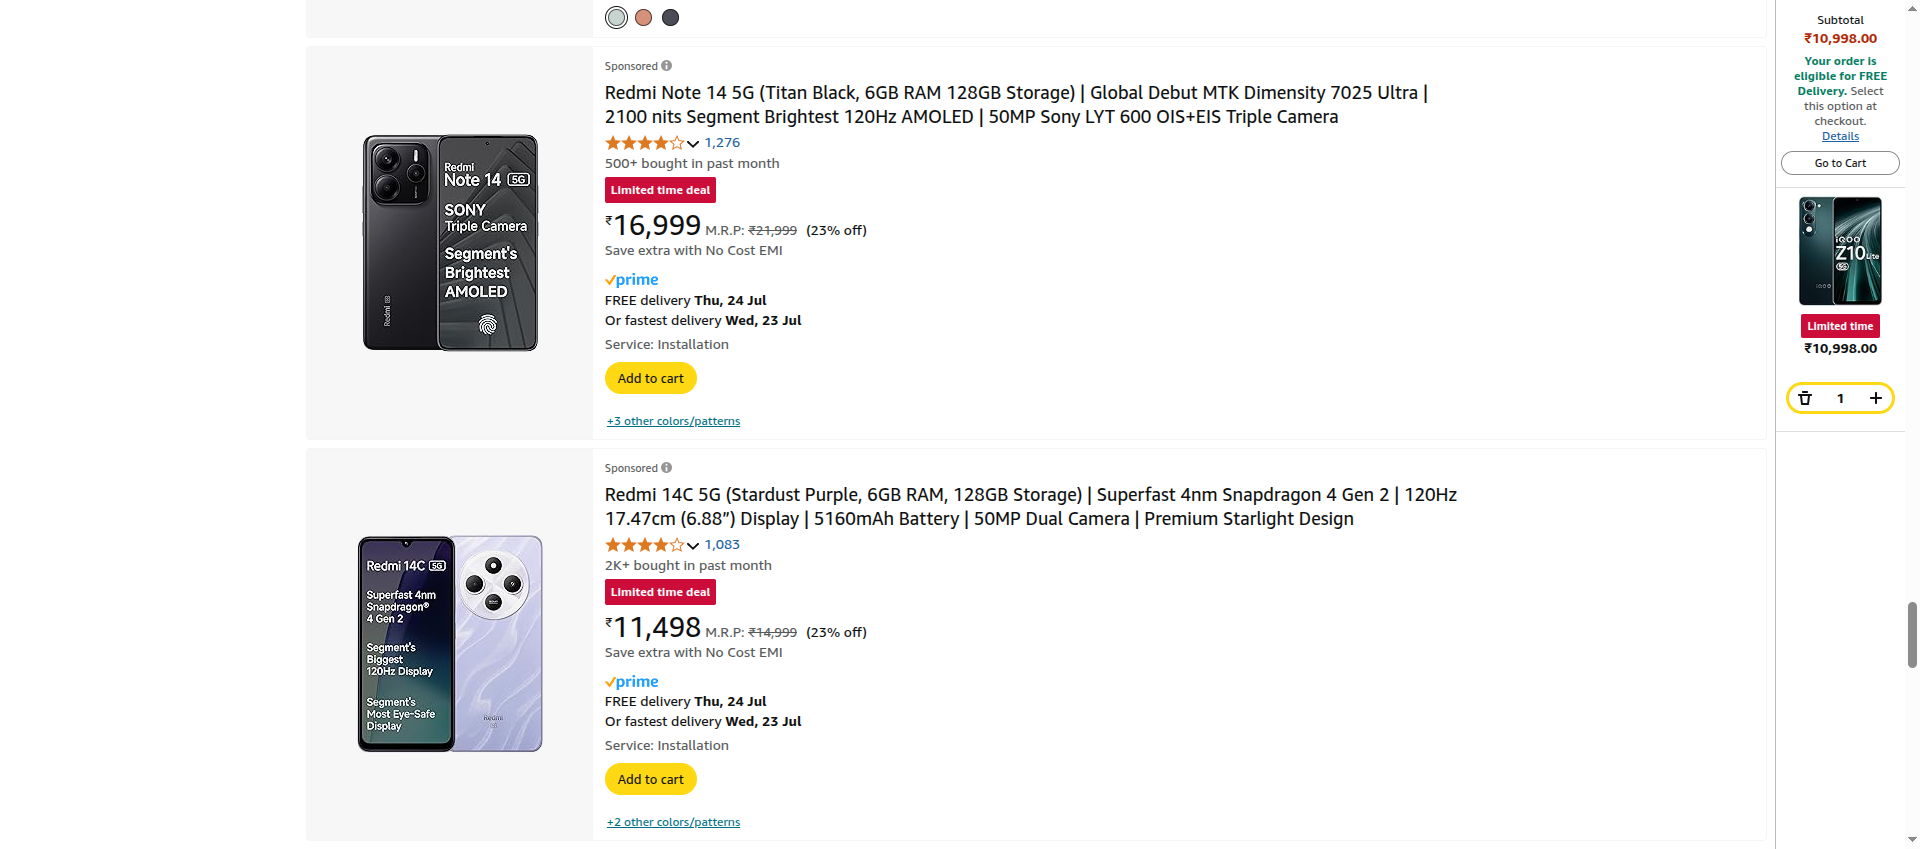 Sponsored
Redmi Note 14 5G (Titan Black, 6GB RAM 128GB Storage) | Global Debut MTK Dimensity 7025 Ultra |
2100 nits Segment Brightest 120Hz AMOLED | 50MP Sony LYT 600 OIS+EIS Triple Camera
1,276
500+ bought in past month
Limited time deal
₹16,999 M.R.P: ₹21,999 (23% off)
Save extra with No Cost EMI
prime
FREE delivery Thu, 24 Jul
Or fastest delivery Wed, 23 Jul
Service: Installation
Add to cart
+3 other colors/patterns
Redmi
Note 14 5G
SONY
Triple Camera
Segment's
Brightest
AMOLED
Redmi
Sponsored
Redmi 14C 5G (Stardust Purple, 6GB RAM, 128GB Storage) | Superfast 4nm Snapdragon 4 Gen 2 | 120Hz
17.47cm (6.88”) Display | 5160mAh Battery | 50MP Dual Camera | Premium Starlight Design
1,083
2K+ bought in past month
Limited time deal
₹11,498 M.R.P: ₹14,999 (23% off)
Save extra with No Cost EMI
prime
FREE delivery Thu, 24 Jul
Or fastest delivery Wed, 23 Jul
Service: Installation
Add to cart
+2 other colors/patterns
Redmi 14C 5G
Superfast 4nm
Snapdragon®
4 Gen 2
Segment's
Biggest
120Hz Display
Segment's
Most Eye-Safe
Display
Redmi
Subtotal
₹10,998.00
Your order is
eligible for FREE
Delivery. Select
this option at
checkout.
Details
Go to Cart
iQOO
Z10 Lite
5G
iQOO
Limited time
₹10,998.00
1